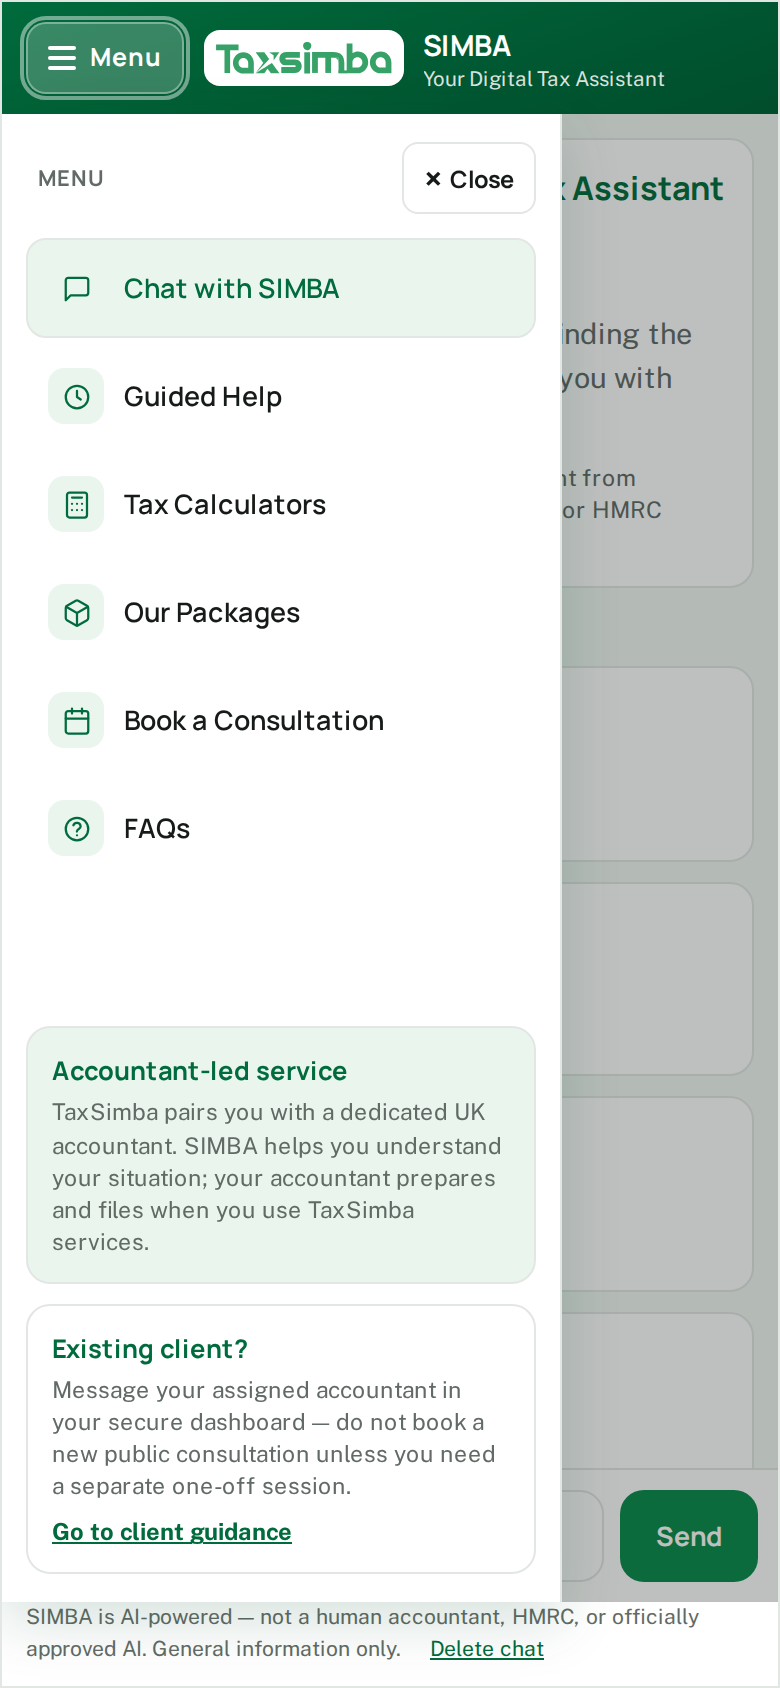 Menu
Taxsimba
SIMBA
Your Digital Tax Assistant
MENU
× Close
Assistant
Chat with SIMBA
inding the
Guided Help
you with
nt from
Tax Calculators
or HMRC
Our Packages
Book a Consultation
FAQs
Accountant-led service
TaxSimba pairs you with a dedicated UK
accountant. SIMBA helps you understand
your situation; your accountant prepares
and files when you use TaxSimba
services.
Existing client?
Message your assigned accountant in
your secure dashboard — do not book a
new public consultation unless you need
a separate one-off session.
Go to client guidance
Send
SIMBA is AI-powered — not a human accountant, HMRC, or officially
approved AI. General information only. Delete chat